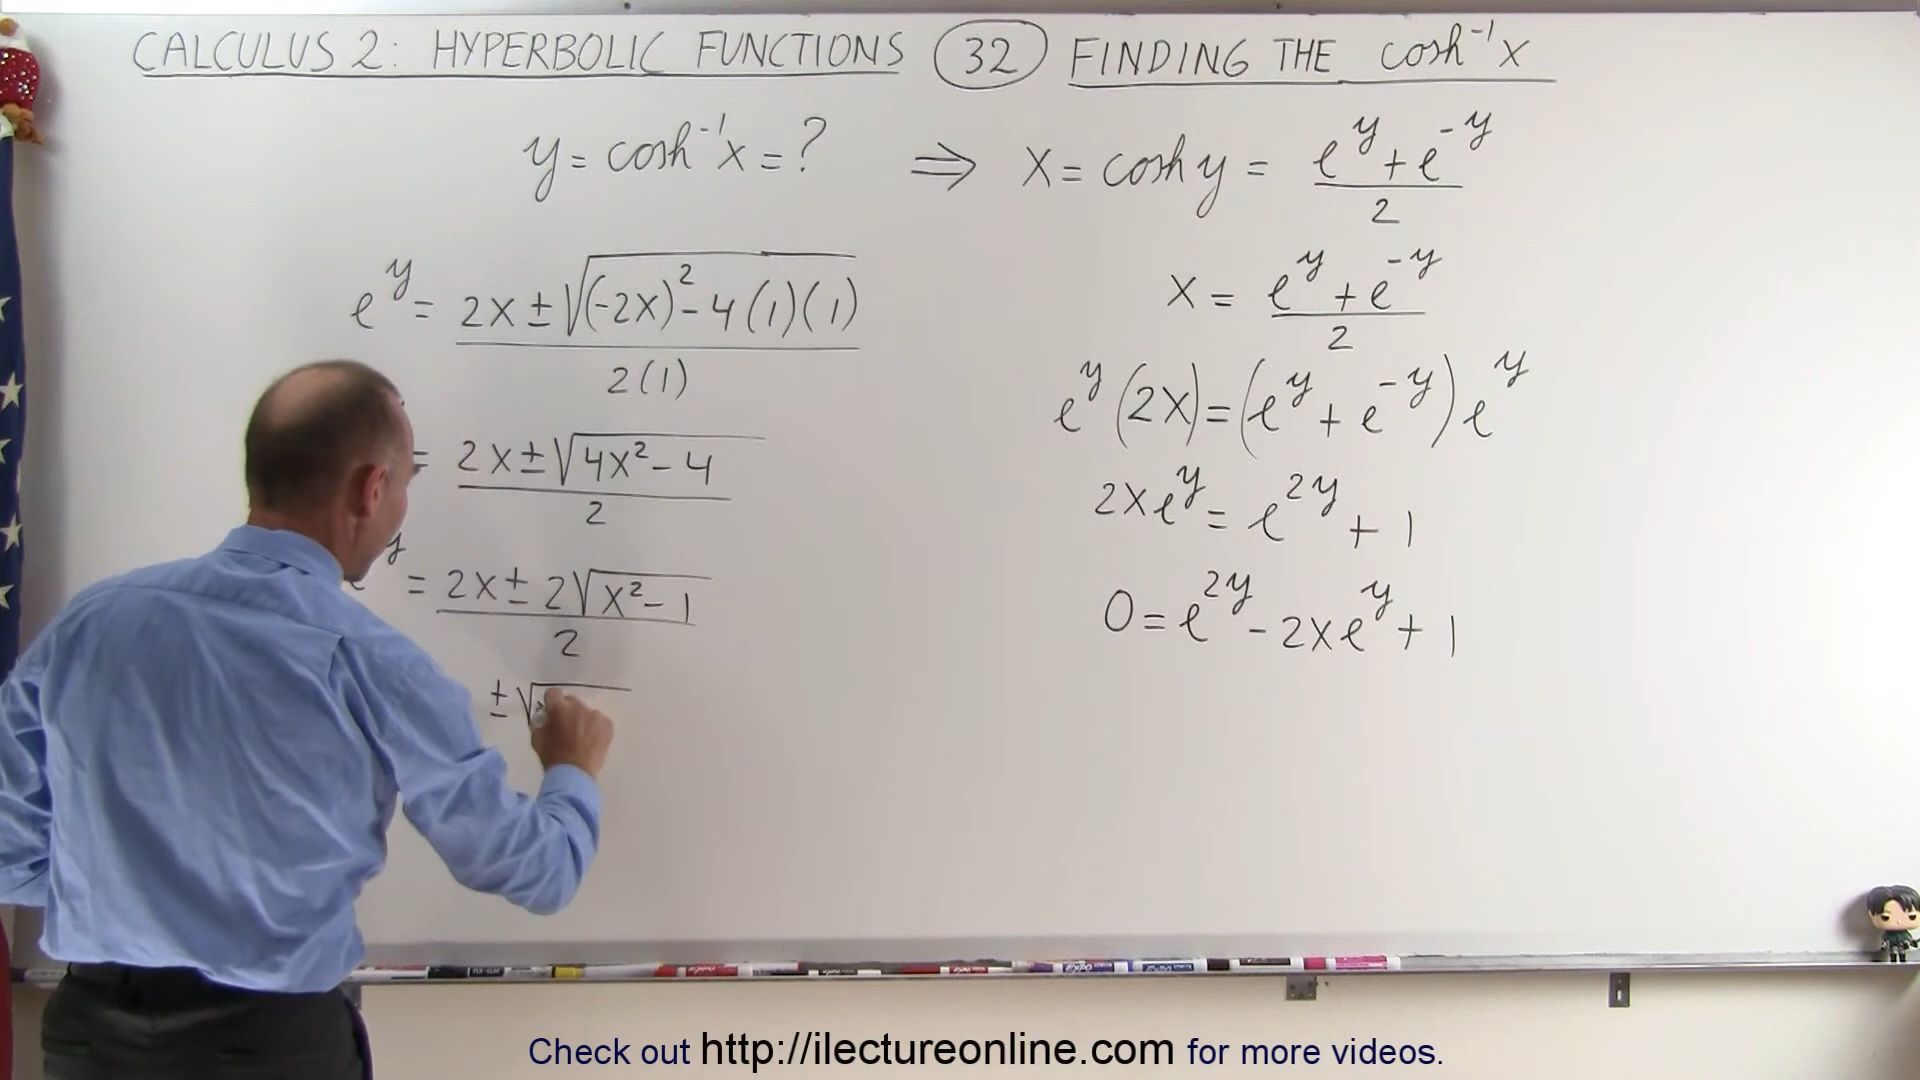 CALCULUS 2: HYPERBOLIC FUNCTIONS 32 FINDING THE cosh⁻¹x
y = cosh⁻¹x = ? ⇒ x = cosh y = (e^y + e^-y)/2
e^y = (2x ± √((-2x)² - 4(1)(1)))/2(1)
= (2x ± √(4x² - 4))/2
y = (2x ± 2√(x² - 1))/2
± √
x = (e^y + e^-y)/2
e^y (2x) = (e^y + e^-y) e^y
2xe^y = e^2y + 1
0 = e^2y - 2xe^y + 1
Check out http://ilectureonline.com for more videos.